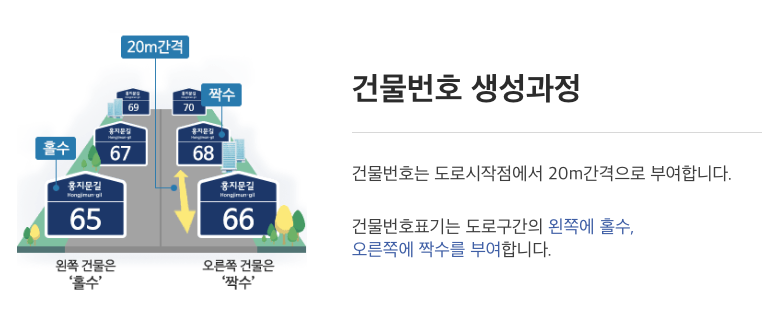 20m간격
홍지문길
Hongjimun-gil
69
홍지문길
Hongjimun-gil
70
짝수
홀수
홍지문길
Hongjimun-gil
67
홍지문길
Hongjimun-gil
68
홍지문길
Hongjimun-gil
65
홍지문길
Hongjimun-gil
66
왼쪽 건물은
‘홀수’
오른쪽 건물은
‘짝수’
건물번호 생성과정
건물번호는 도로시작점에서 20m간격으로 부여합니다.
건물번호표기는 도로구간의 왼쪽에 홀수,
오른쪽에 짝수를 부여합니다.